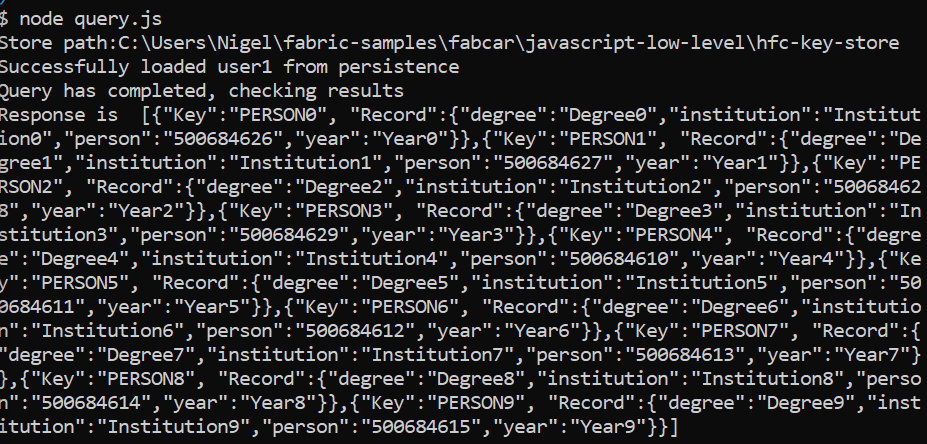 $ node query.js
Store path:C:\Users\Nigel\fabric-samples\fabcar\javascript-low-level\hfc-key-store
Successfully loaded user1 from persistence
Query has completed, checking results
Response is  [{"Key":"PERSON0", "Record":{"degree":"Degree0","institution":"Institut
ion0","person":"500684626","year":"Year0"}},{"Key":"PERSON1", "Record":{"degree":"De
gree1","institution":"Institution1","person":"500684627","year":"Year1"}},{"Key":"PE
RSON2", "Record":{"degree":"Degree2","institution":"Institution2","person":"50068462
8","year":"Year2"}},{"Key":"PERSON3", "Record":{"degree":"Degree3","institution":"In
stitution3","person":"500684629","year":"Year3"}},{"Key":"PERSON4", "Record":{"degre
e":"Degree4","institution":"Institution4","person":"500684610","year":"Year4"}},{"Ke
y":"PERSON5", "Record":{"degree":"Degree5","institution":"Institution5","person":"50
0684611","year":"Year5"}},{"Key":"PERSON6", "Record":{"degree":"Degree6","institutio
n":"Institution6","person":"500684612","year":"Year6"}},{"Key":"PERSON7", "Record":{
"degree":"Degree7","institution":"Institution7","person":"500684613","year":"Year7"}
},{"Key":"PERSON8", "Record":{"degree":"Degree8","institution":"Institution8","perso
n":"500684614","year":"Year8"}},{"Key":"PERSON9", "Record":{"degree":"Degree9","inst
itution":"Institution9","person":"500684615","year":"Year9"}}]